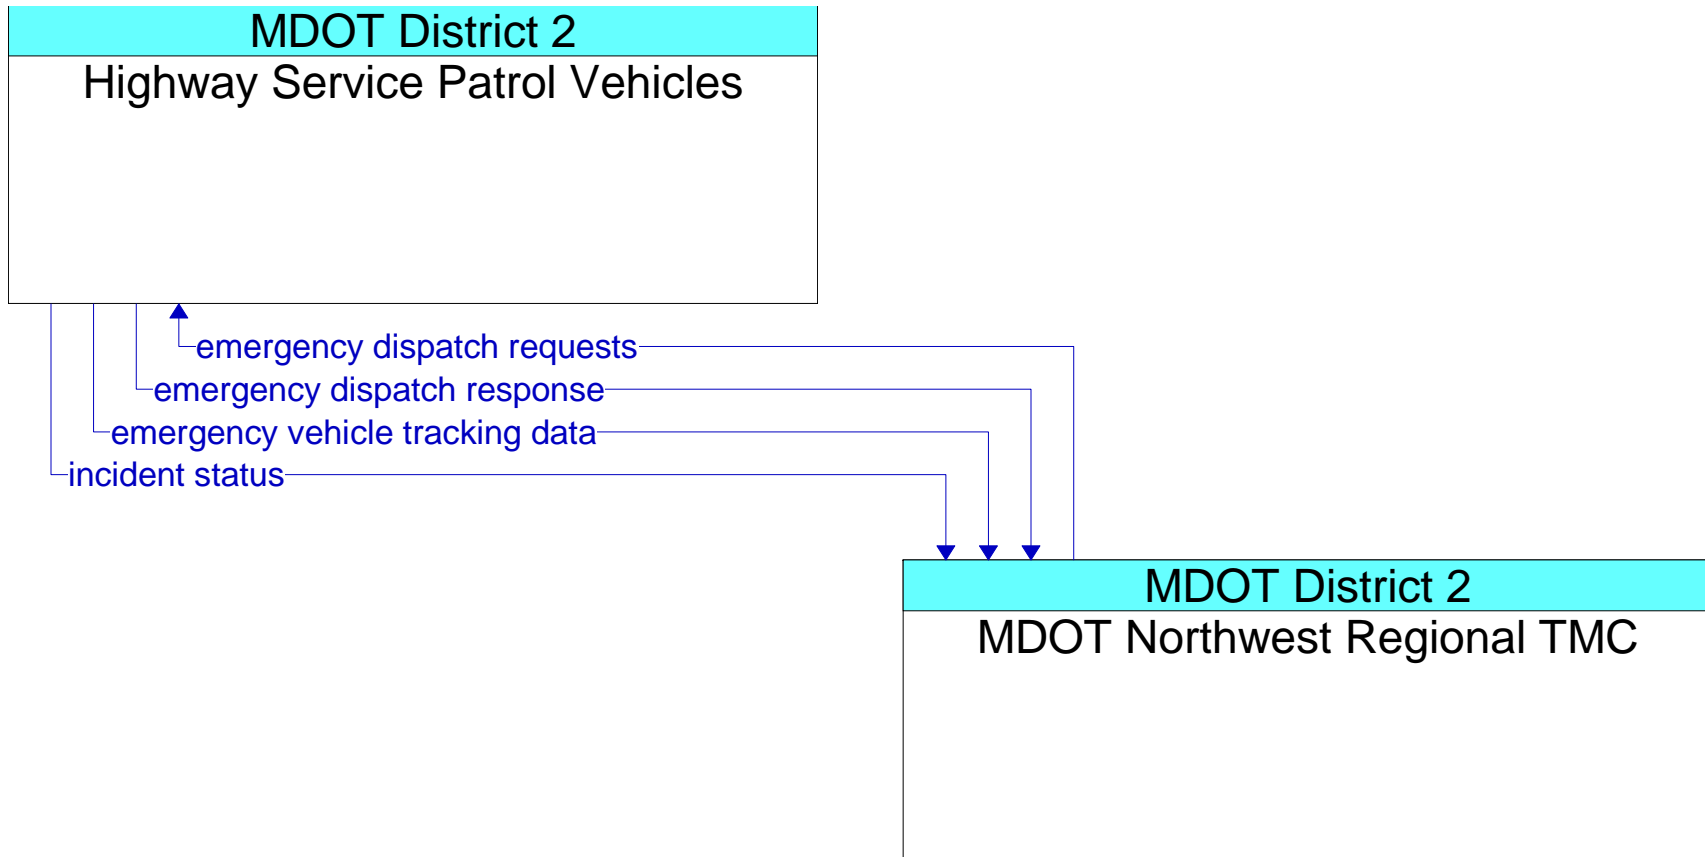 MDOT District 2
Highway Service Patrol Vehicles
emergency dispatch requests
emergency dispatch response
emergency vehicle tracking data
incident status
MDOT District 2
MDOT Northwest Regional TMC